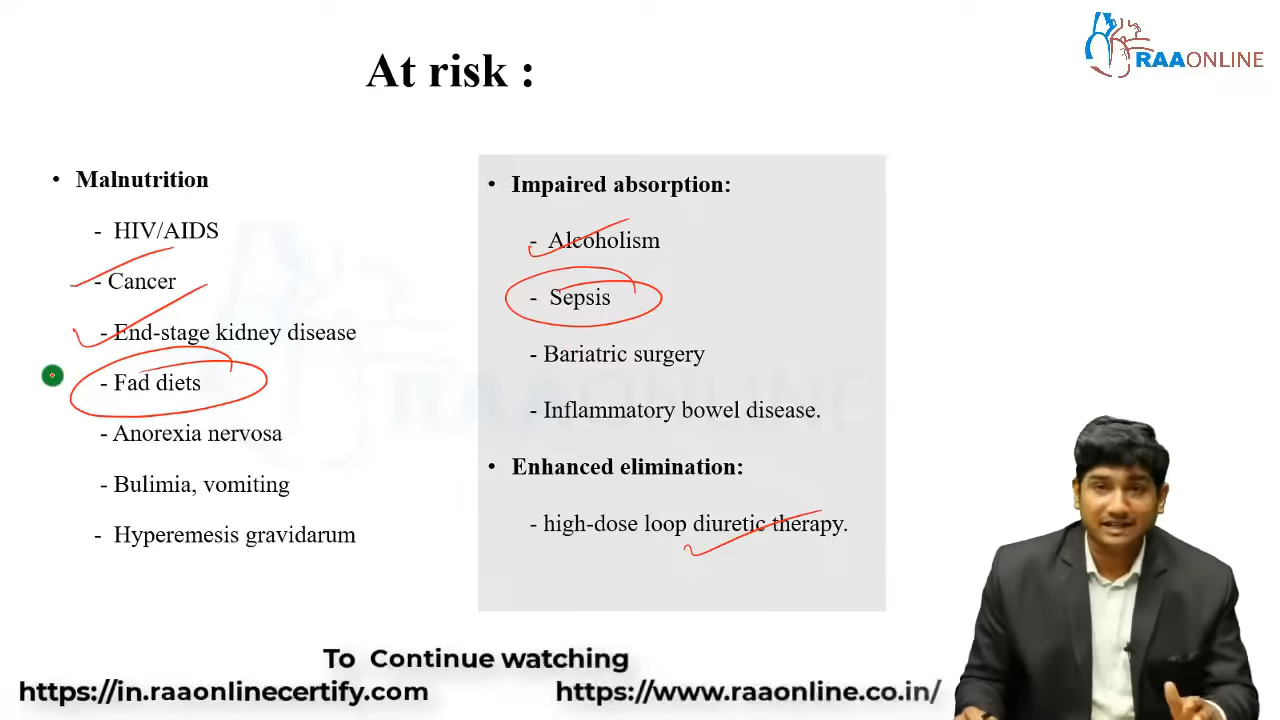 At risk :
RAAONLINE
• Malnutrition
- HIV/AIDS
- Cancer
- End-stage kidney disease
- Fad diets
- Anorexia nervosa
- Bulimia, vomiting
- Hyperemesis gravidarum
• Impaired absorption:
- Alcoholism
- Sepsis
- Bariatric surgery
- Inflammatory bowel disease.
• Enhanced elimination:
- high-dose loop diuretic therapy.
RAAONLINE
To Continue watching
https://in.raaonlinecertify.com
https://www.raaonline.co.in/